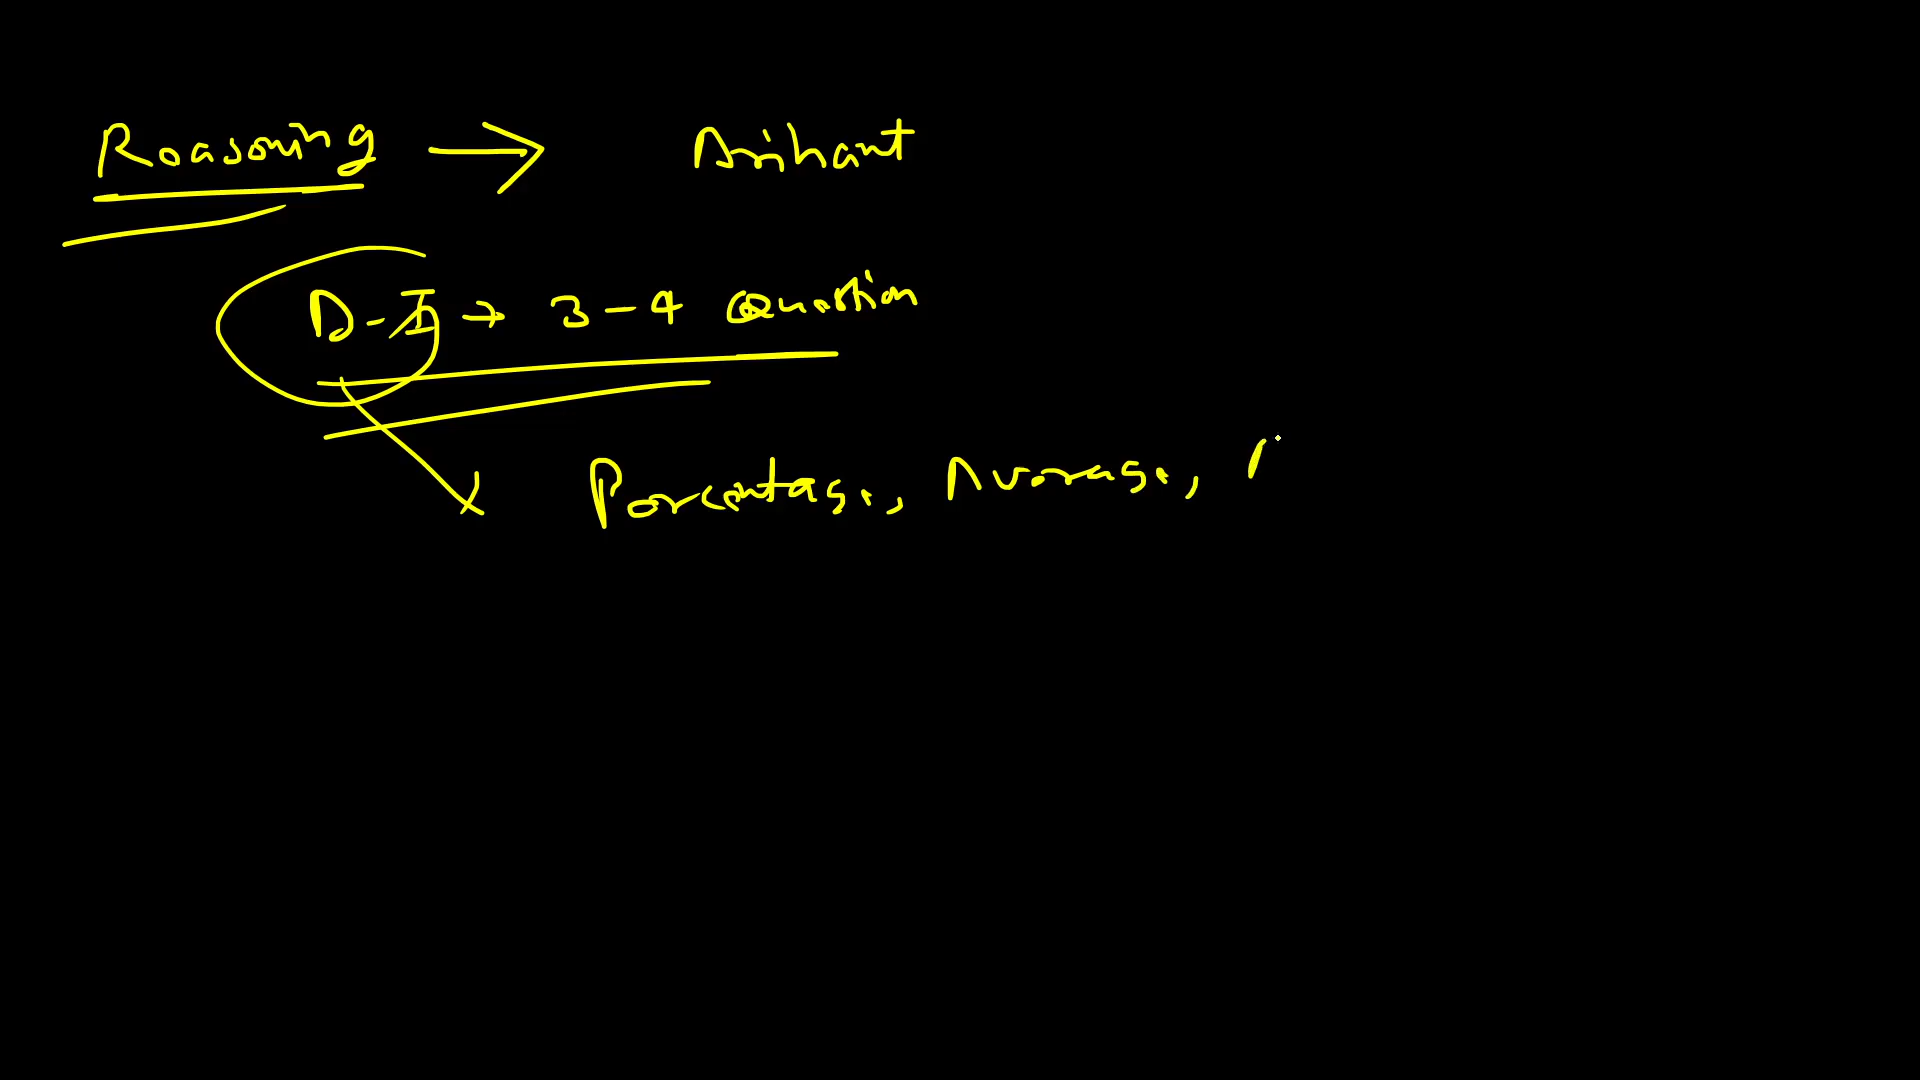 Reasoning → Arihant
D-I → 3-4 Question
Percentage, Average,